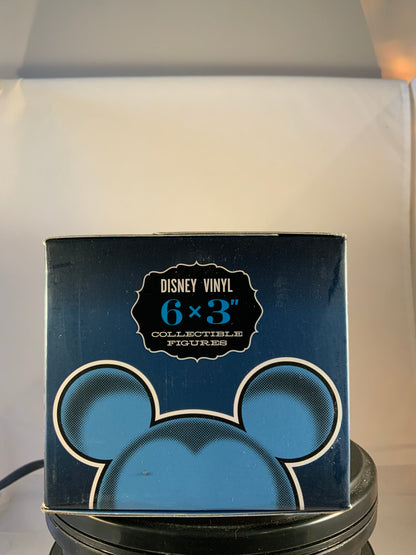 DISNEY VINYL
6 × 3"
COLLECTIBLE
FIGURES